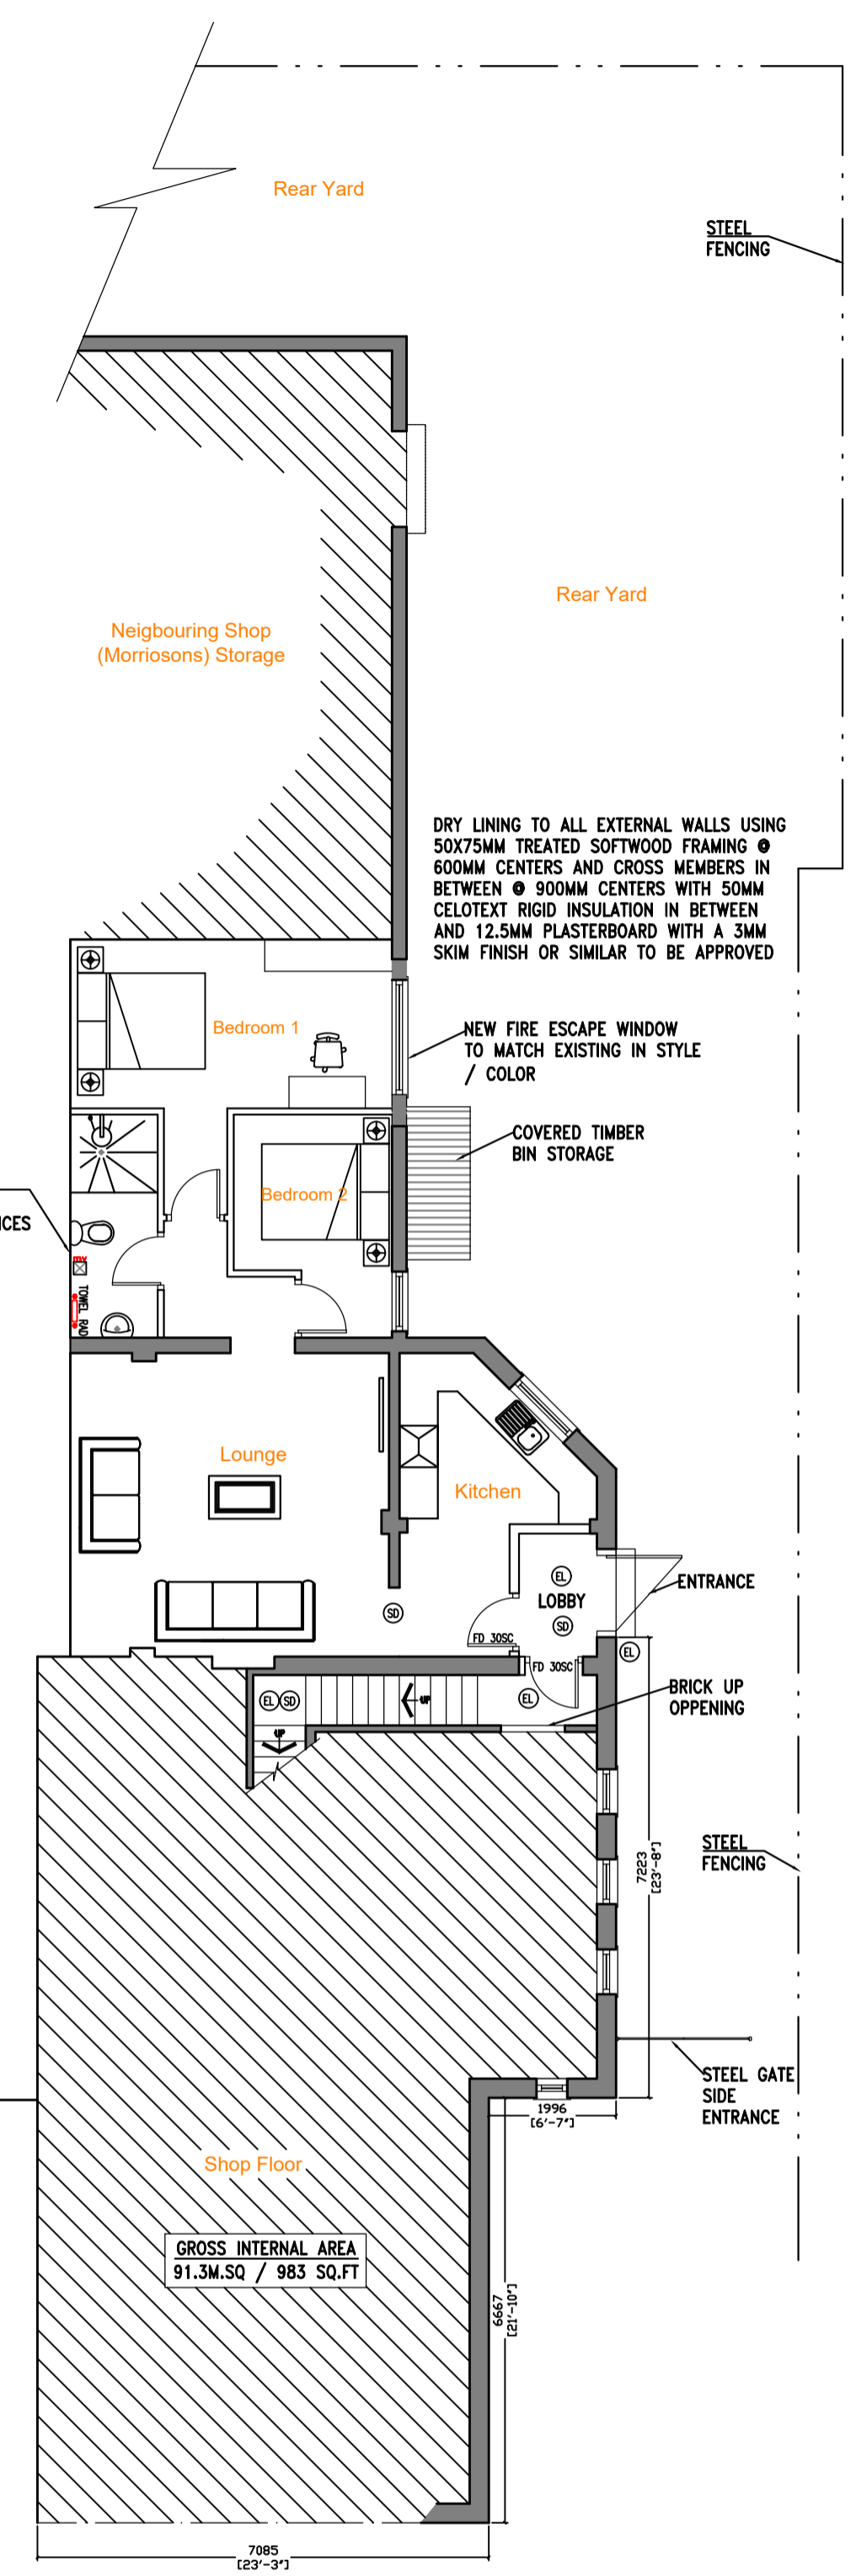 Rear Yard
STEEL
FENCING
Rear Yard
Neigbouring Shop
(Morriosons) Storage
DRY LINING TO ALL EXTERNAL WALLS USING
50X75MM TREATED SOFTWOOD FRAMING @
600MM CENTERS AND CROSS MEMBERS IN
BETWEEN @ 900MM CENTERS WITH 50MM
CELOTEXT RIGID INSULATION IN BETWEEN
AND 12.5MM PLASTERBOARD WITH A 3MM
SKIM FINISH OR SIMILAR TO BE APPROVED
Bedroom 1
NEW FIRE ESCAPE WINDOW
TO MATCH EXISTING IN STYLE
/ COLOR
COVERED TIMBER
BIN STORAGE
Bedroom 2
ICES
TOWEL RAD
Lounge
Kitchen
EL
LOBBY
SD
ENTRANCE
SD
FD 30SC
FD 30SC
EL
EL SD
UP
EL
UP
BRICK UP
OPPENING
7223
[23'-8"]
STEEL
FENCING
STEEL GATE
SIDE
ENTRANCE
1996
[6'-7"]
Shop Floor
GROSS INTERNAL AREA
91.3M.SQ / 983 SQ.FT
6667
[21'-10"]
7085
[23'-3"]